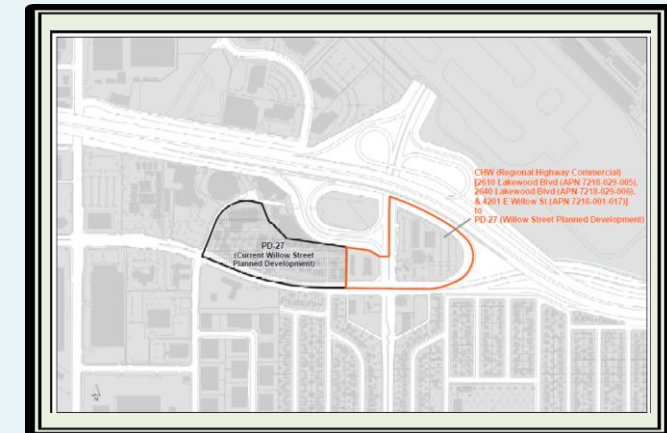 CHW (Regional Highway Commercial)
[2610 Lakewood Blvd (APN 7218-029-005),
2640 Lakewood Blvd (APN 7218-029-006),
& 4201 E Willow St (APN 7218-001-017)]
to
PD-27 (Willow Street Planned Development)
PD-27
(Current Willow Street
Planned Development)